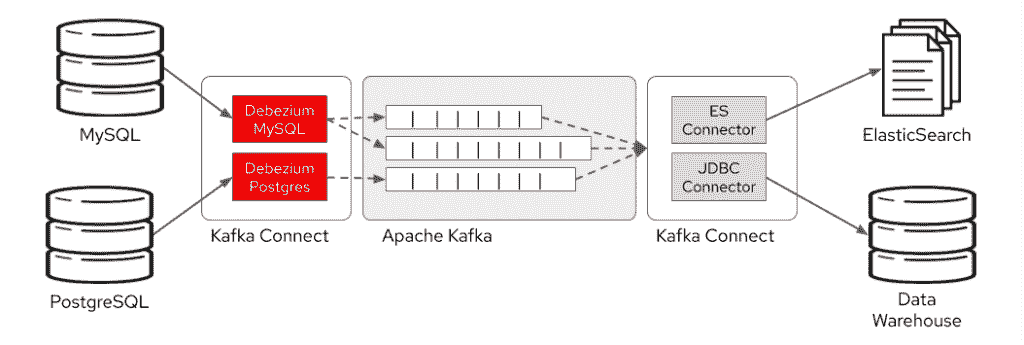 MySQL
PostgreSQL
Debezium
MySQL
Debezium
Postgres
Kafka Connect
Apache Kafka
ES
Connector
JDBC
Connector
Kafka Connect
ElasticSearch
Data
Warehouse